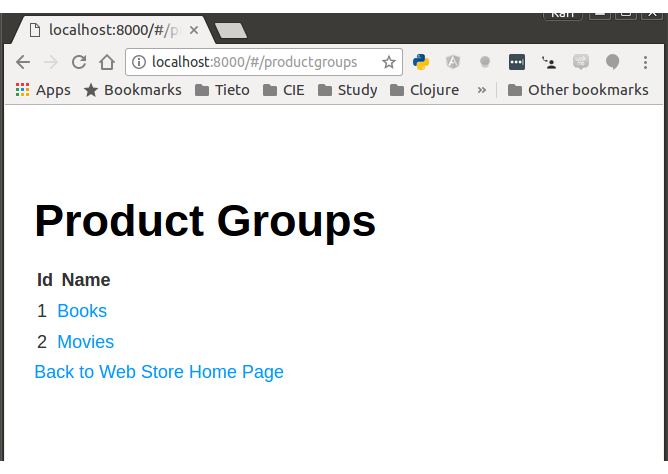 Kari
localhost:8000/#/p
localhost:8000/#/productgroups
Apps Bookmarks Tieto CIE Study Clojure » Other bookmarks
Product Groups
Id Name
1 Books
2 Movies
Back to Web Store Home Page